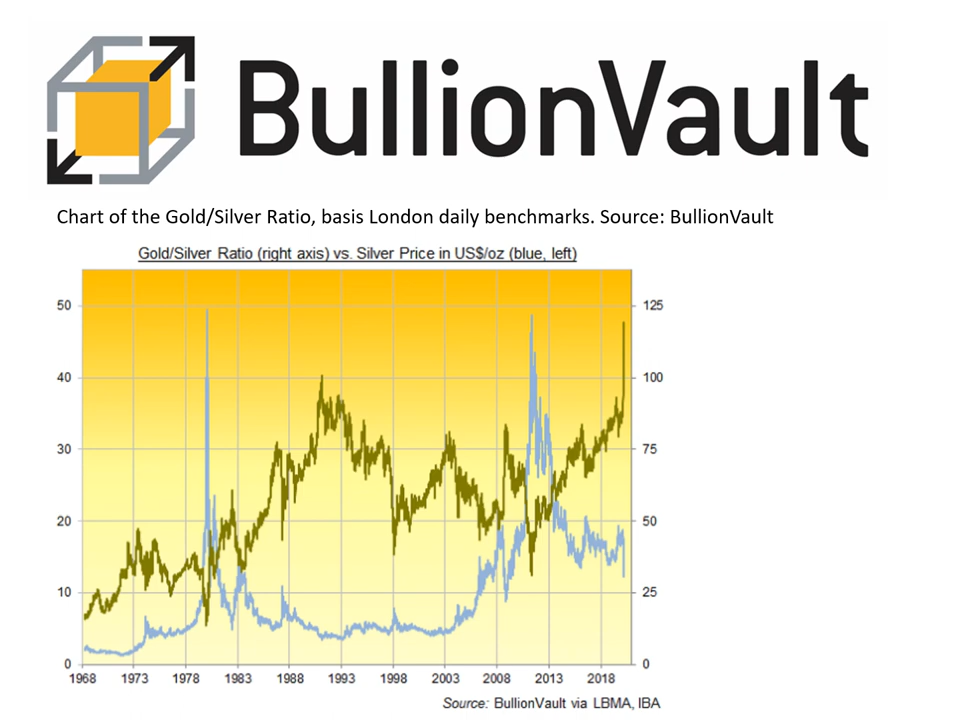 BullionVault
Chart of the Gold/Silver Ratio, basis London daily benchmarks. Source: BullionVault
Gold/Silver Ratio (right axis) vs. Silver Price in US$/oz (blue, left)
50 125
40 100
30 75
20 50
10 25
0 0
1968 1973 1978 1983 1988 1993 1998 2003 2008 2013 2018
Source: BullionVault via LBMA, IBA